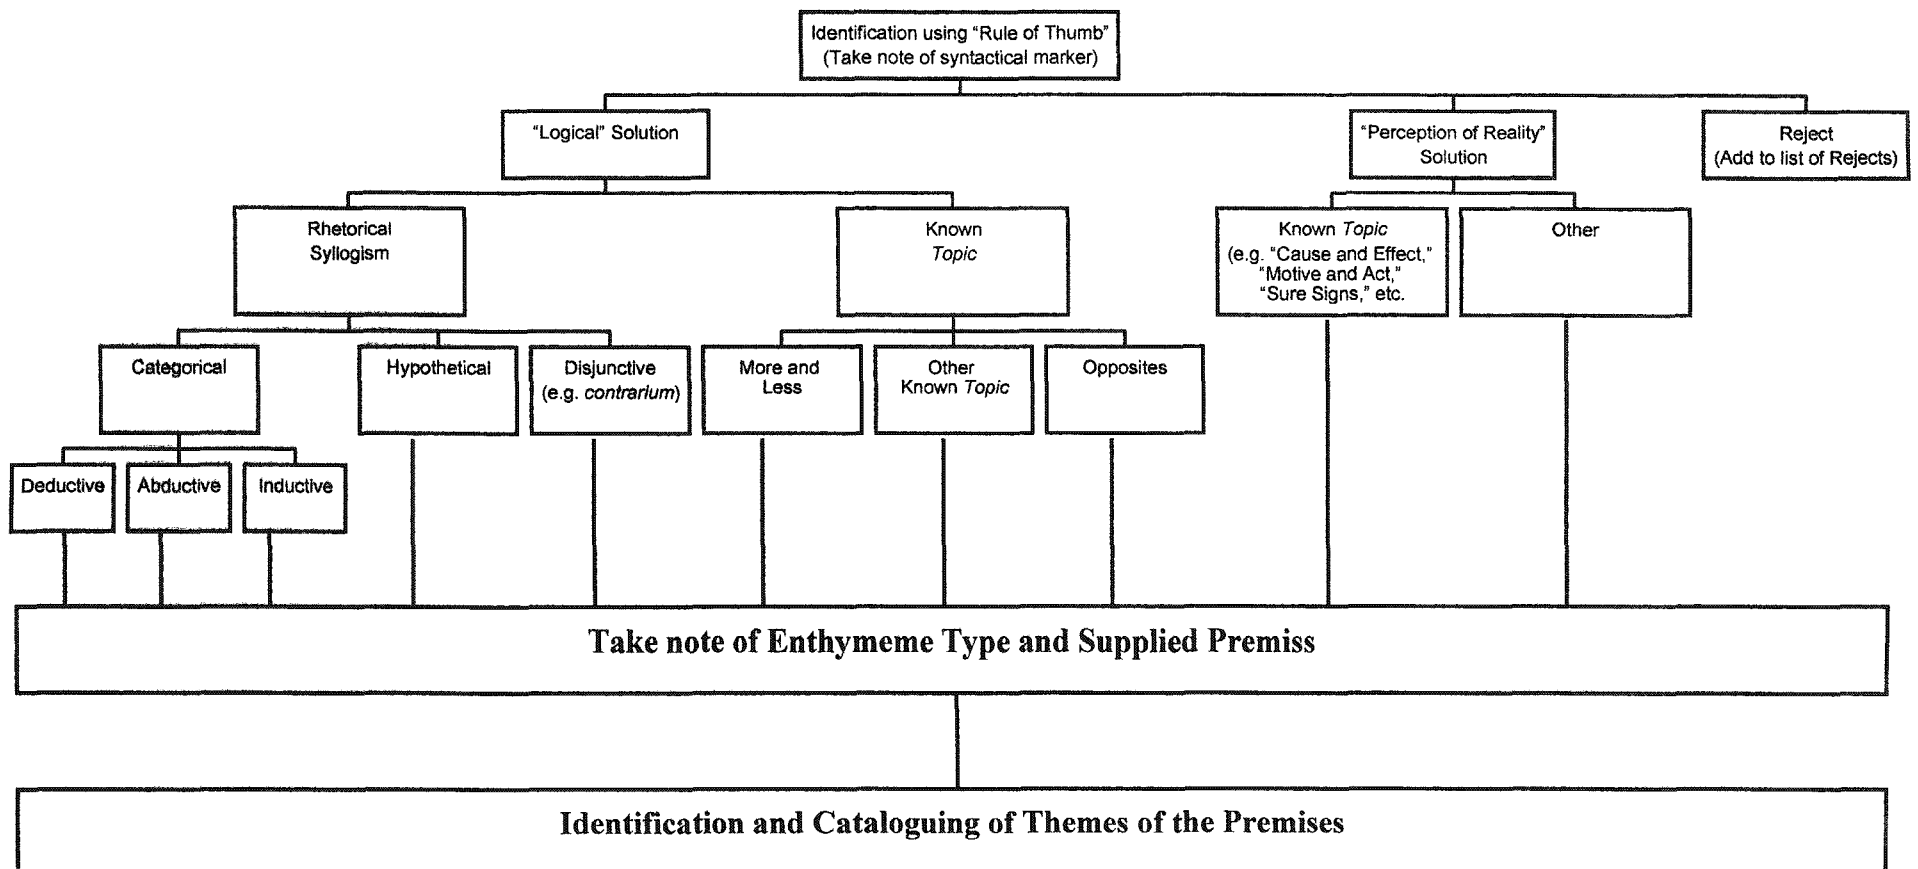 Identification using “Rule of Thumb”
(Take note of syntactical marker)
“Logical” Solution
“Perception of Reality”
Solution
Reject
(Add to list of Rejects)
Rhetorical
Syllogism
Known
Topic
Known Topic
(e.g. “Cause and Effect,”
“Motive and Act,”
“Sure Signs,” etc.
Other
Categorical
Hypothetical
Disjunctive
(e.g. contrarium)
More and
Less
Other
Known Topic
Opposites
Deductive
Abductive
Inductive
Take note of Enthymeme Type and Supplied Premiss
Identification and Cataloguing of Themes of the Premises